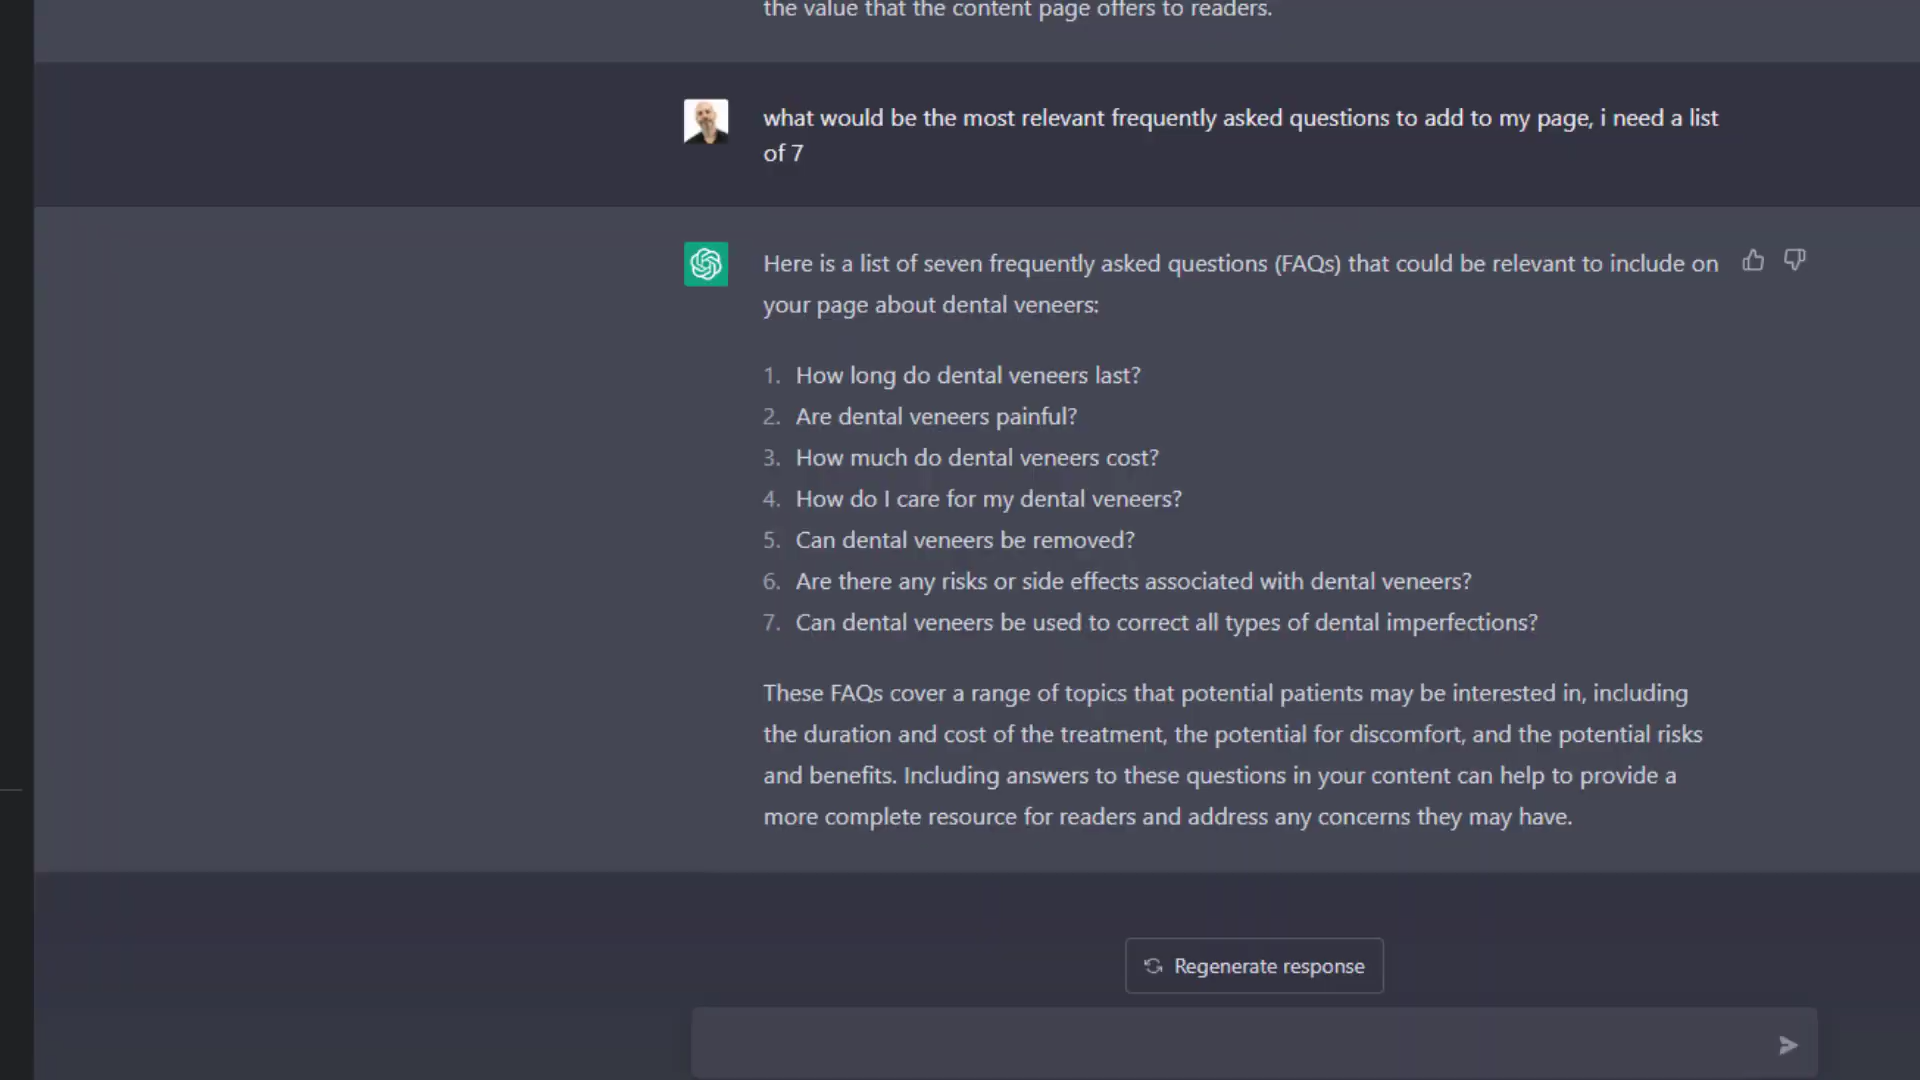 the value that the content page offers to readers.
what would be the most relevant frequently asked questions to add to my page, i need a list
of 7
Here is a list of seven frequently asked questions (FAQs) that could be relevant to include on
your page about dental veneers:
1. How long do dental veneers last?
2. Are dental veneers painful?
3. How much do dental veneers cost?
4. How do I care for my dental veneers?
5. Can dental veneers be removed?
6. Are there any risks or side effects associated with dental veneers?
7. Can dental veneers be used to correct all types of dental imperfections?
These FAQs cover a range of topics that potential patients may be interested in, including
the duration and cost of the treatment, the potential for discomfort, and the potential risks
and benefits. Including answers to these questions in your content can help to provide a
more complete resource for readers and address any concerns they may have.
Regenerate response